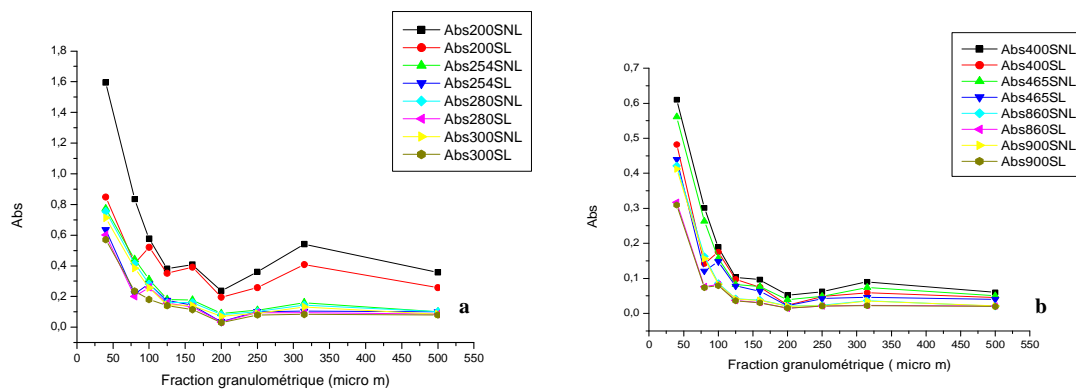 Abs200SNL
Abs200SL
Abs254SNL
Abs254SL
Abs280SNL
Abs280SL
Abs300SNL
Abs300SL
1,8
1,6
1,4
1,2
1,0
0,8
0,6
0,4
0,2
0,0
Abs
a
0 50 100 150 200 250 300 350 400 450 500 550
Fraction granulométrique (micro m)
Abs400SNL
Abs400SL
Abs465SNL
Abs465SL
Abs860SNL
Abs860SL
Abs900SNL
Abs900SL
0,7
0,6
0,5
0,4
0,3
0,2
0,1
0,0
Abs
b
0 50 100 150 200 250 300 350 400 450 500 550
Fraction granulométrique ( micro m)